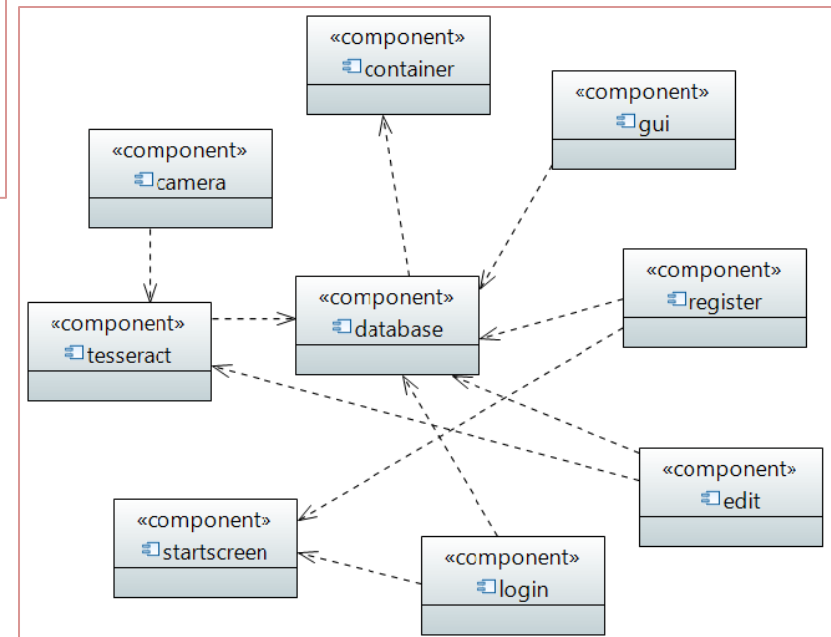 «component»
container
«component»
gui
«component»
camera
«component»
register
«component»
database
«component»
tesseract
«component»
edit
«component»
startscreen
«component»
login